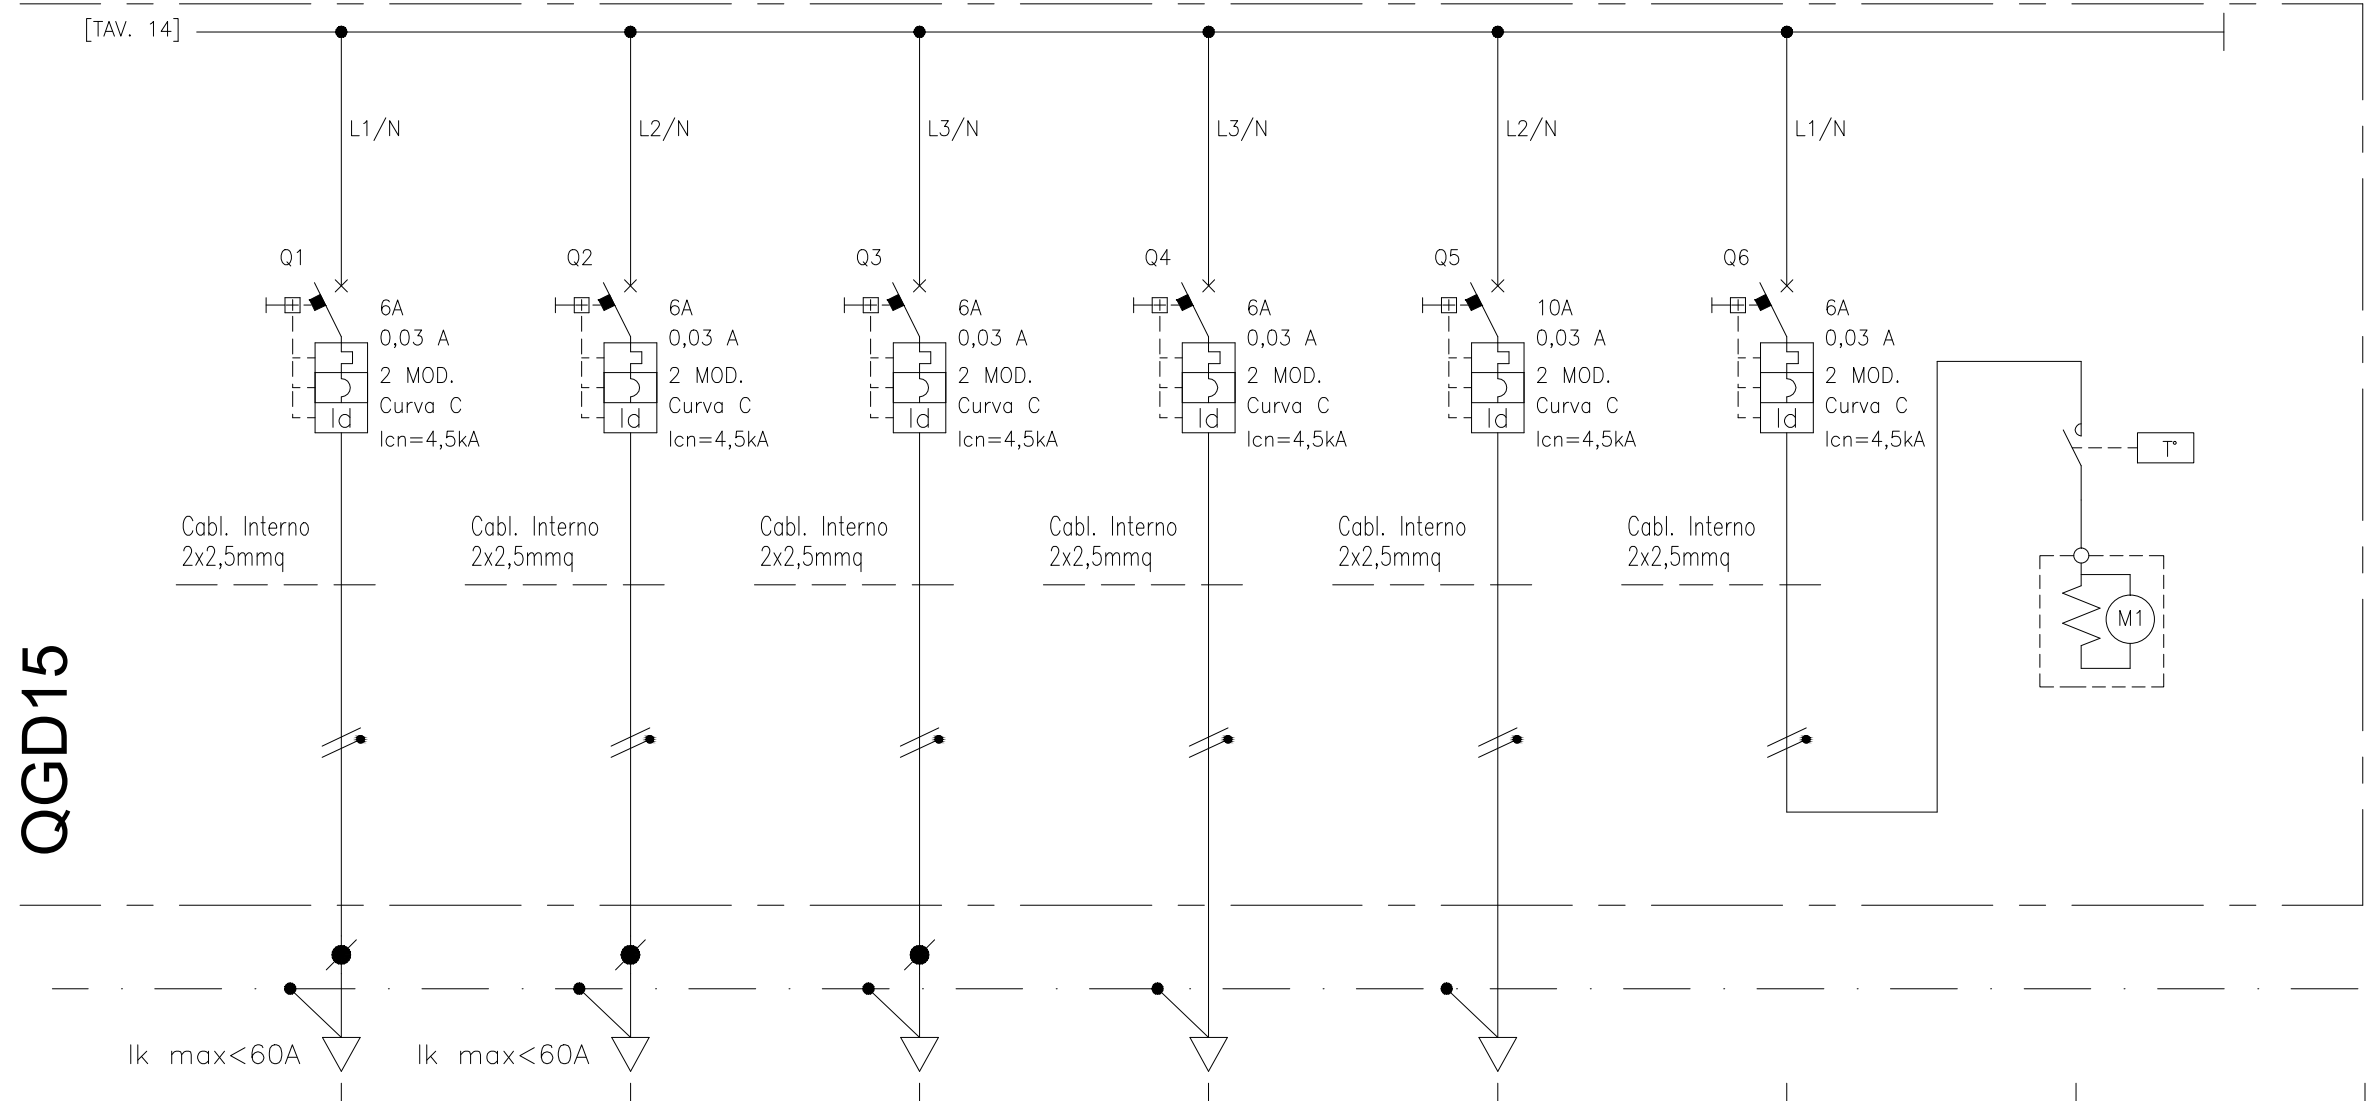 [TAV. 14]
L1/N
L2/N
L3/N
L3/N
L2/N
L1/N
Q1
6A
0,03 A
2 MOD.
Curva C
Icn=4,5kA
Id
Q2
6A
0,03 A
2 MOD.
Curva C
Icn=4,5kA
Id
Q3
6A
0,03 A
2 MOD.
Curva C
Icn=4,5kA
Id
Q4
6A
0,03 A
2 MOD.
Curva C
Icn=4,5kA
Id
Q5
10A
0,03 A
2 MOD.
Curva C
Icn=4,5kA
Id
Q6
6A
0,03 A
2 MOD.
Curva C
Icn=4,5kA
Id
T°
Cabl. Interno
2x2,5mmq
Cabl. Interno
2x2,5mmq
Cabl. Interno
2x2,5mmq
Cabl. Interno
2x2,5mmq
Cabl. Interno
2x2,5mmq
Cabl. Interno
2x2,5mmq
M1
QGD15
Ik max<60A
Ik max<60A